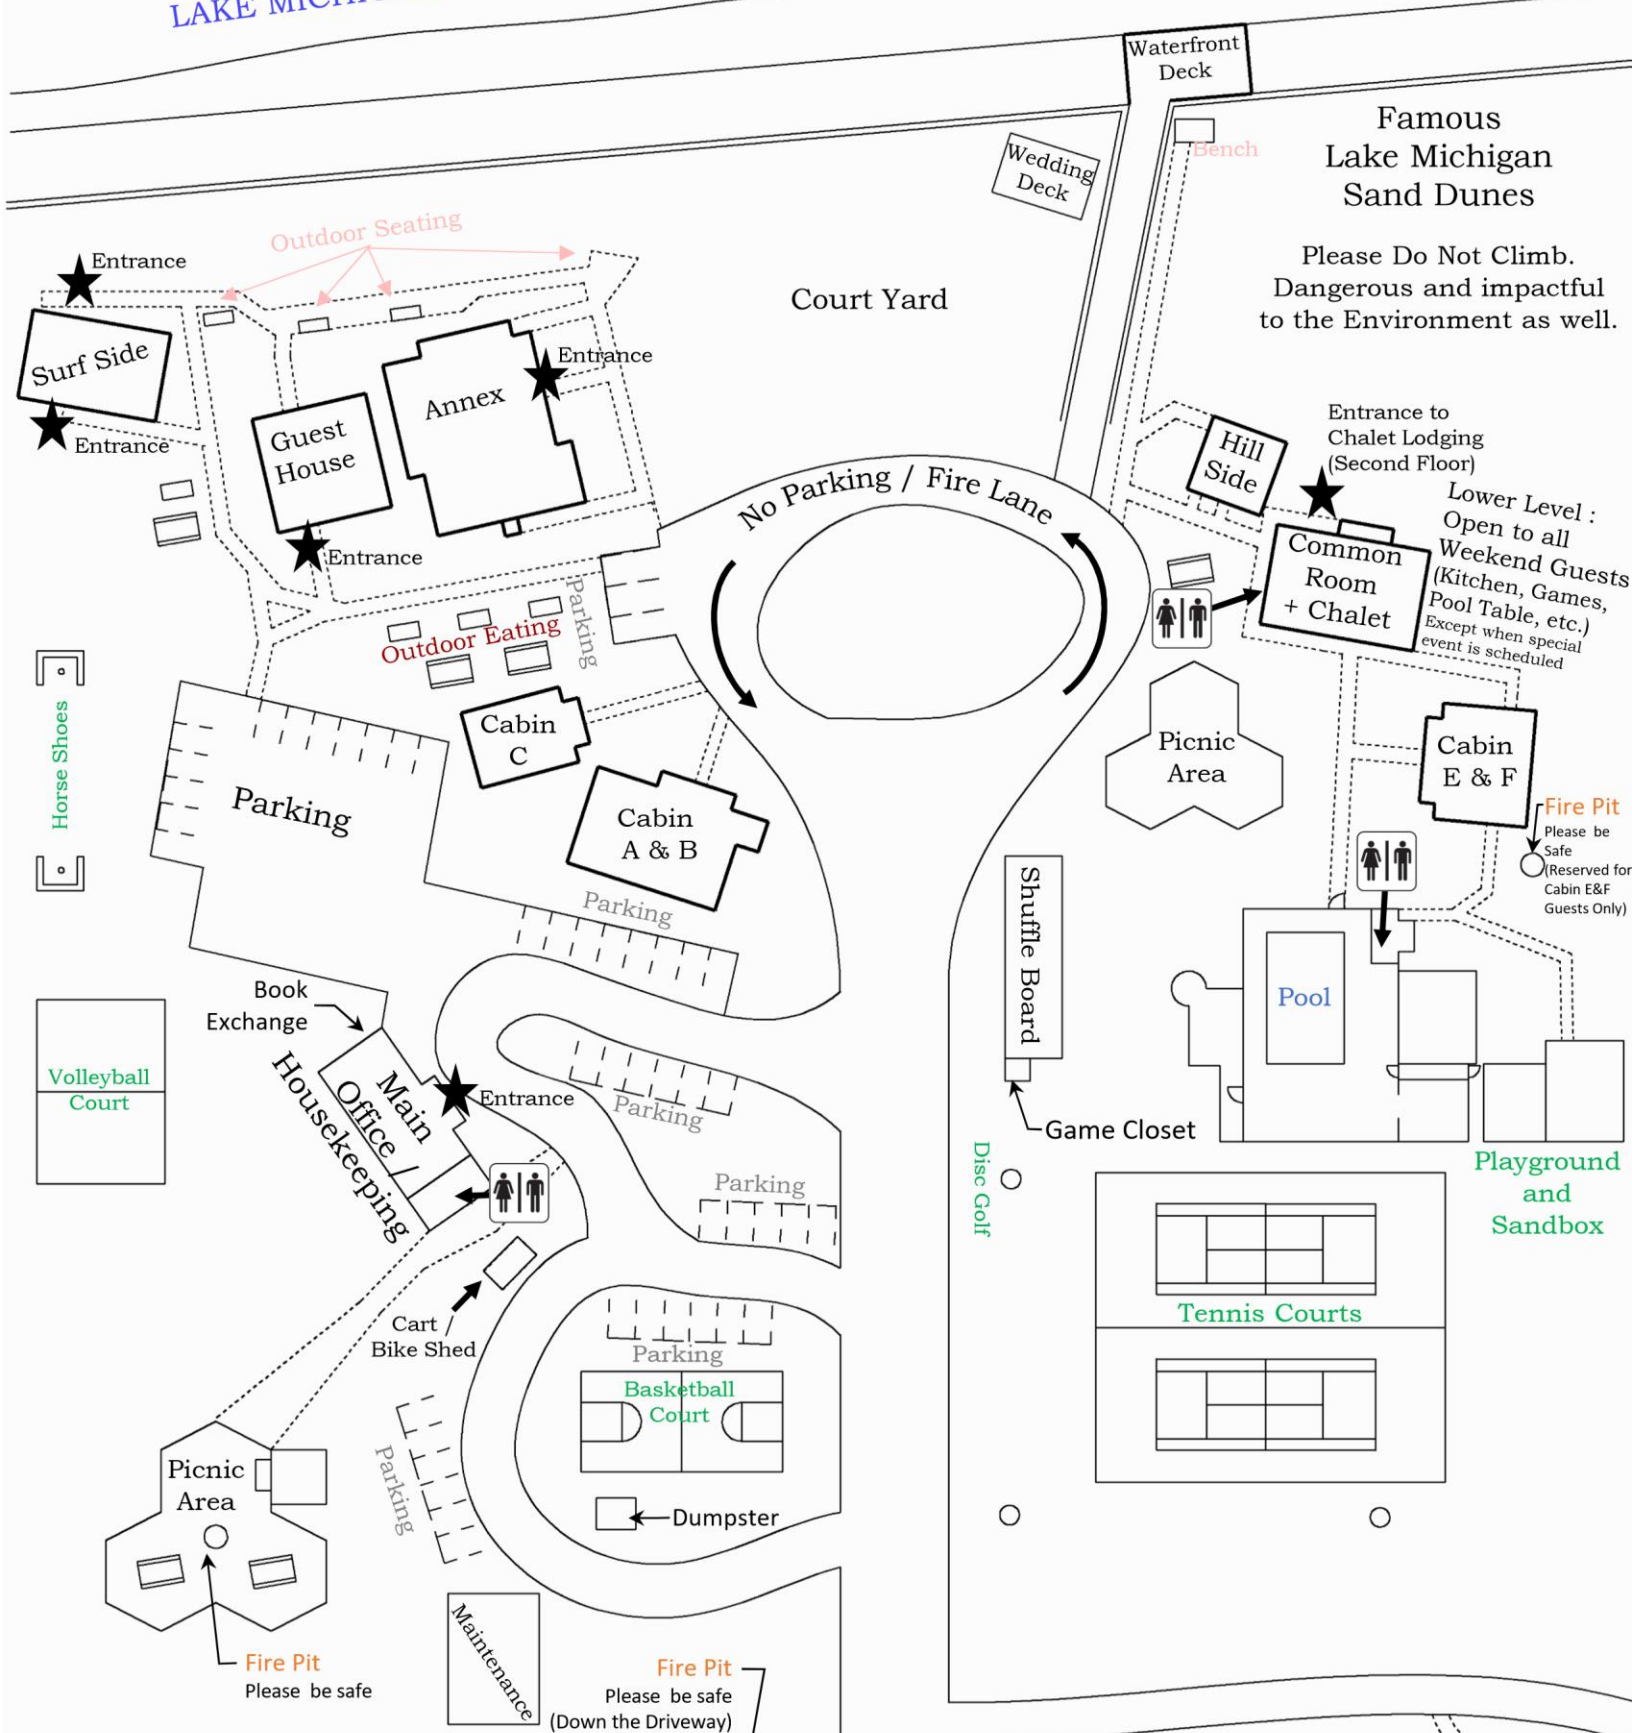 LAKE
Waterfront
Deck
Wedding
Deck
Bench
Famous
Lake Michigan
Sand Dunes
Please Do Not Climb.
Dangerous and impactful
to the Environment as well.
Outdoor Seating
Entrance
Court Yard
Surf Side
Entrance
Guest
House
Annex
Entrance
Entrance
No Parking / Fire Lane
Hill
Side
Entrance to
Chalet Lodging
(Second Floor)
Lower Level :
Open to all
Weekend Guests
(Kitchen, Games,
Pool Table, etc.)
Except when special
event is scheduled
Common
Room
+ Chalet
Parking
Outdoor Eating
Horse Shoes
Parking
Cabin
C
Cabin
A & B
Picnic
Area
Cabin
E & F
Fire Pit
Please be
Safe
(Reserved for
Cabin E&F
Guests Only)
Parking
Shuffle Board
Pool
Book
Exchange
Volleyball
Court
Main
Office /
Housekeeping
Entrance
Parking
Game Closet
Disc Golf
Playground
and
Sandbox
Parking
Cart
Bike Shed
Tennis Courts
Parking
Basketball
Court
Parking
Dumpster
Picnic
Area
Fire Pit
Please be safe
Maintenance
Fire Pit
Please be safe
(Down the Driveway)